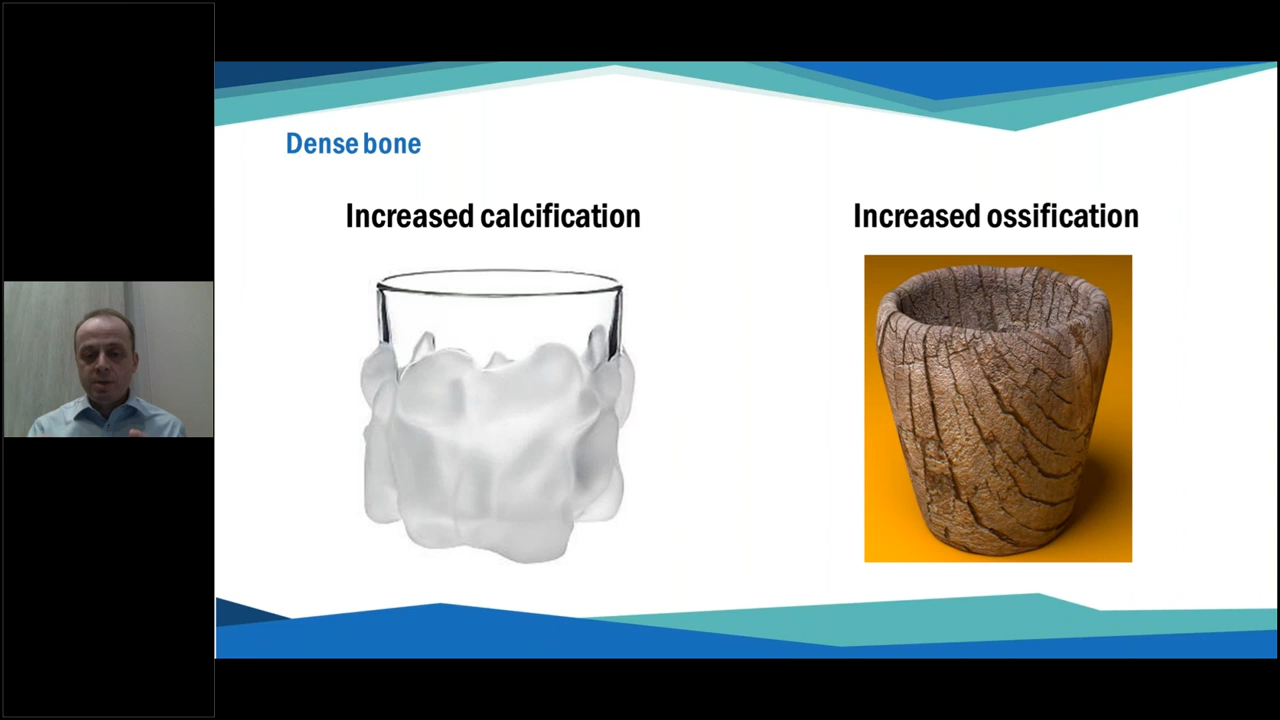 Dense bone
Increased calcification
Increased ossification